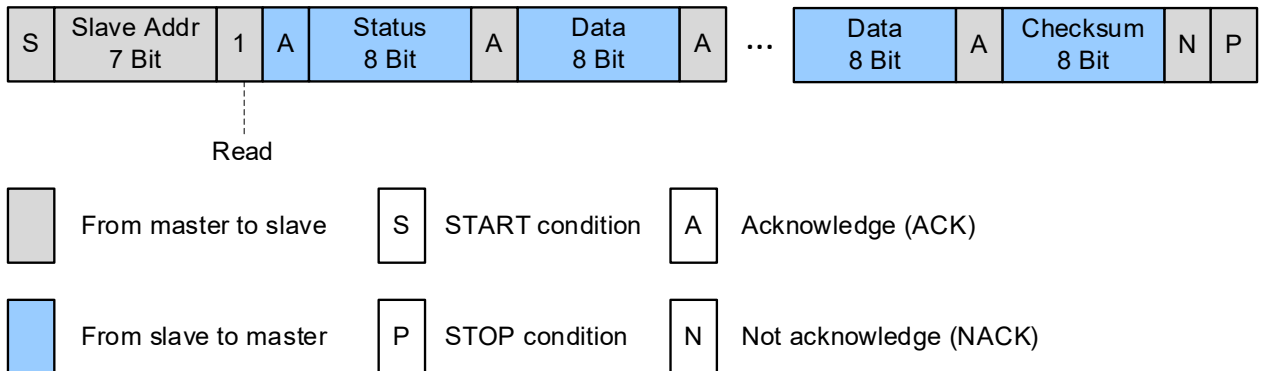 S Slave Addr 1 A Status A Data A ... Data A Checksum N P
7 Bit 8 Bit 8 Bit 8 Bit 8 Bit
Read
From master to slave S START condition A Acknowledge (ACK)
From slave to master P STOP condition N Not acknowledge (NACK)